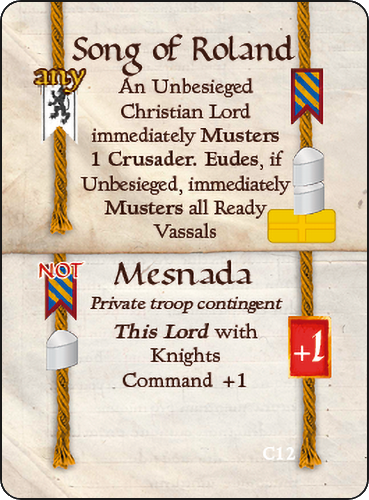 Song of Roland
any
An Unbesieged
Christian Lord
immediately Musters
1 Crusader. Eudes, if
Unbesieged, immediately
Musters all Ready
Vassals
NOT
Mesnada
Private troop contingent
This Lord with
Knights
Command +1
+1
C12